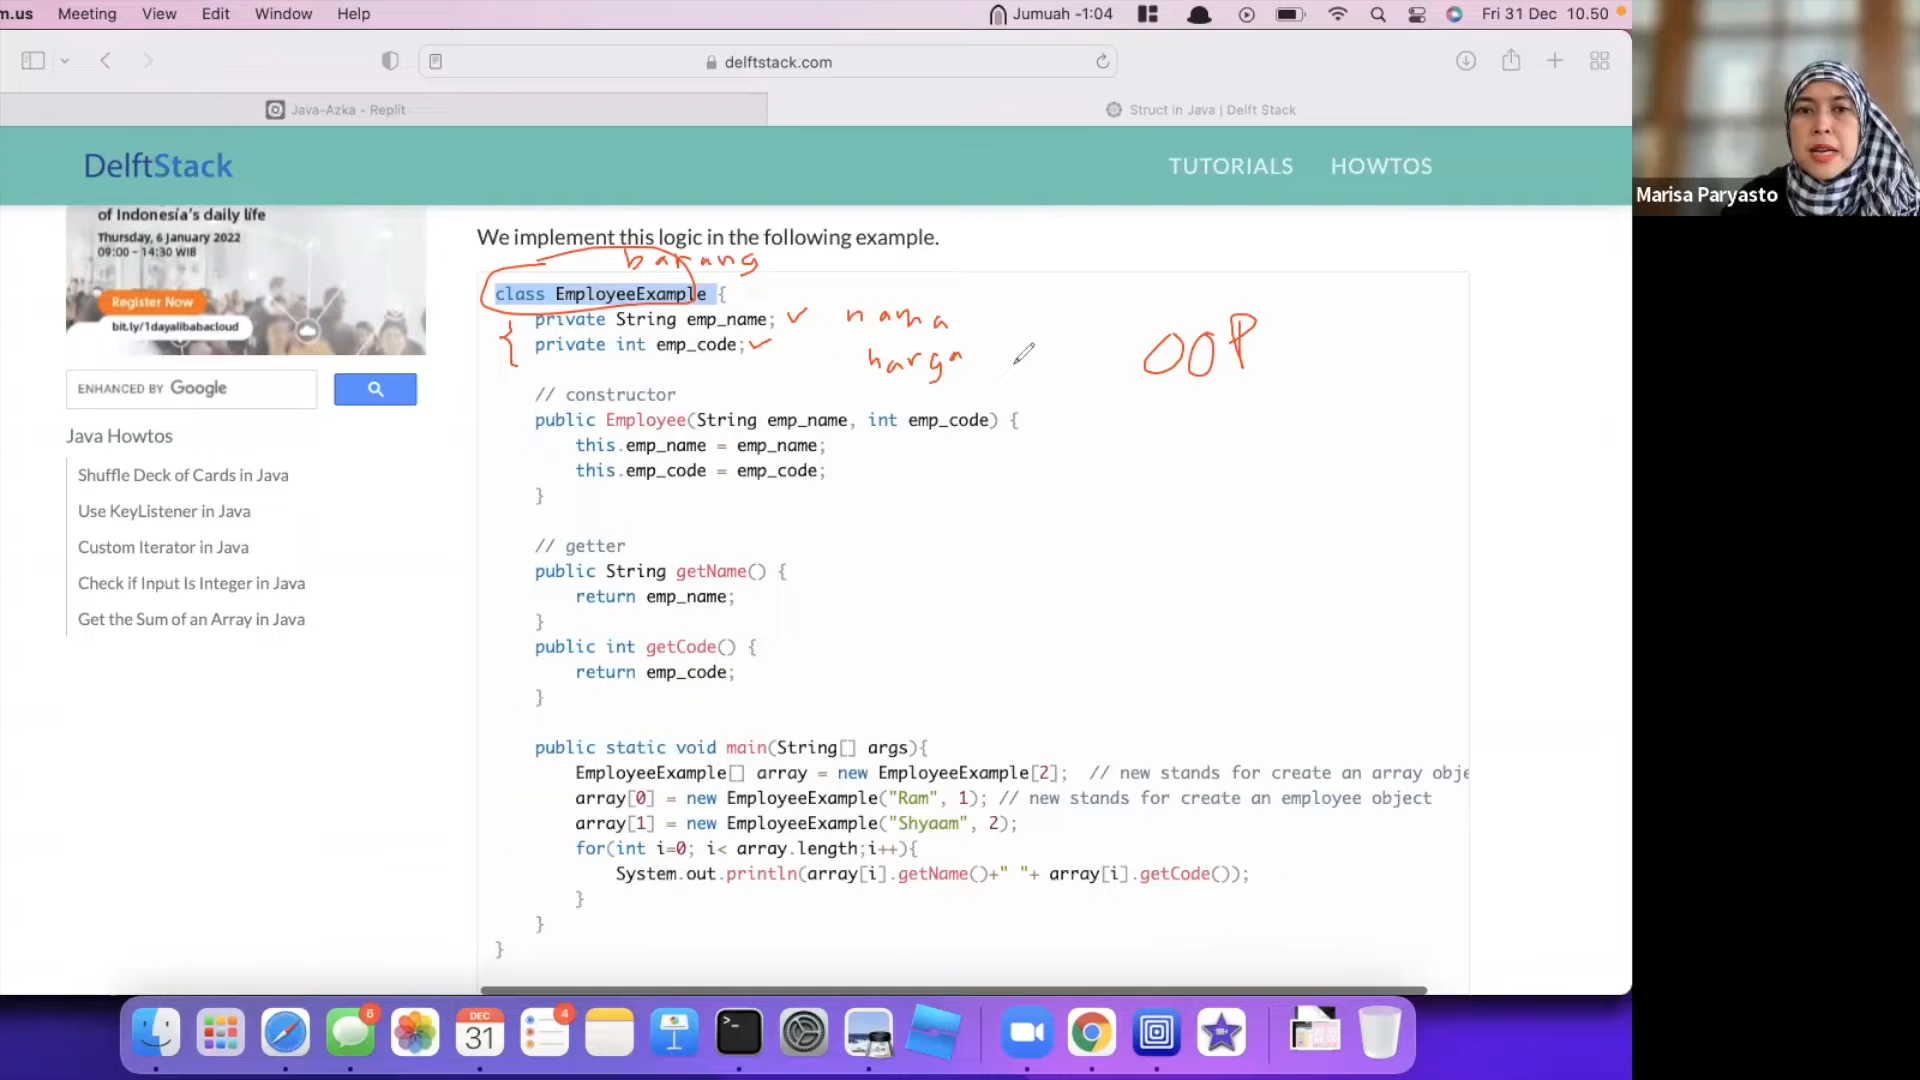 m.us Meeting View Edit Window Help Jumuah -1:04 Fri 31 Dec 10.50
delftstack.com
Java-Azka - Replit Struct in Java | Delft Stack
DelftStack TUTORIALS HOWTOS
Marisa Paryasto
of Indonesia's daily life
Thursday, 6 January 2022
09:00 - 14:30 WIB
Register Now
bit.ly/1dayalibabacloud
ENHANCED BY Google
Java Howtos
Shuffle Deck of Cards in Java
Use KeyListener in Java
Custom Iterator in Java
Check if Input Is Integer in Java
Get the Sum of an Array in Java
We implement this logic in the following example.
barang
class EmployeeExample {
private String emp_name; nama
private int emp_code; harga
OOP
// constructor
public Employee(String emp_name, int emp_code) {
this.emp_name = emp_name;
this.emp_code = emp_code;
}
// getter
public String getName() {
return emp_name;
}
public int getCode() {
return emp_code;
}
public static void main(String[] args){
EmployeeExample[] array = new EmployeeExample[2]; // new stands for create an array obje
array[0] = new EmployeeExample("Ram", 1); // new stands for create an employee object
array[1] = new EmployeeExample("Shyaam", 2);
for(int i=0; i< array.length;i++){
System.out.println(array[i].getName()+" "+ array[i].getCode());
}
}
}
6
DEC
31
4